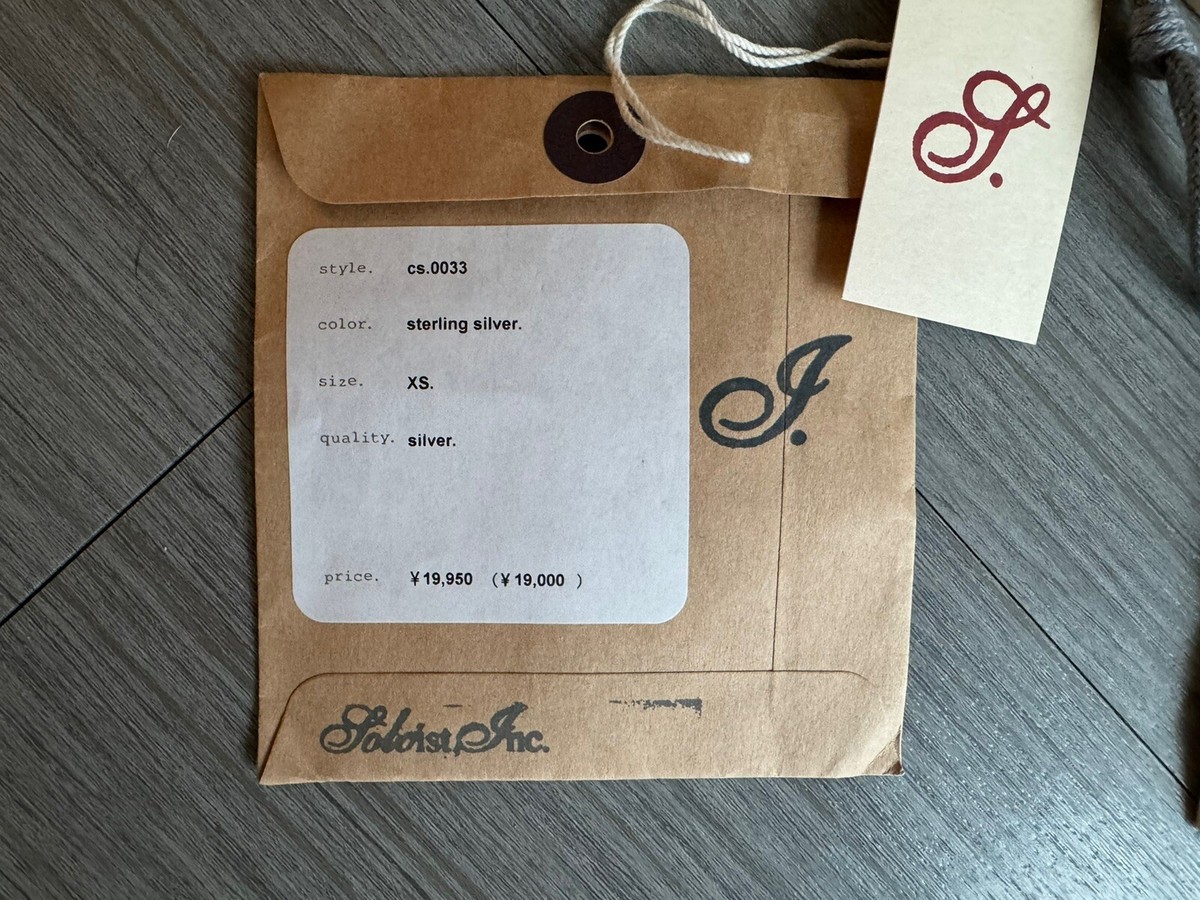 S.
style. cs.0033
color. sterling silver.
size. XS.
I.
quality. silver.
price. ¥19,950 (¥19,000 )
Soloist, Inc.